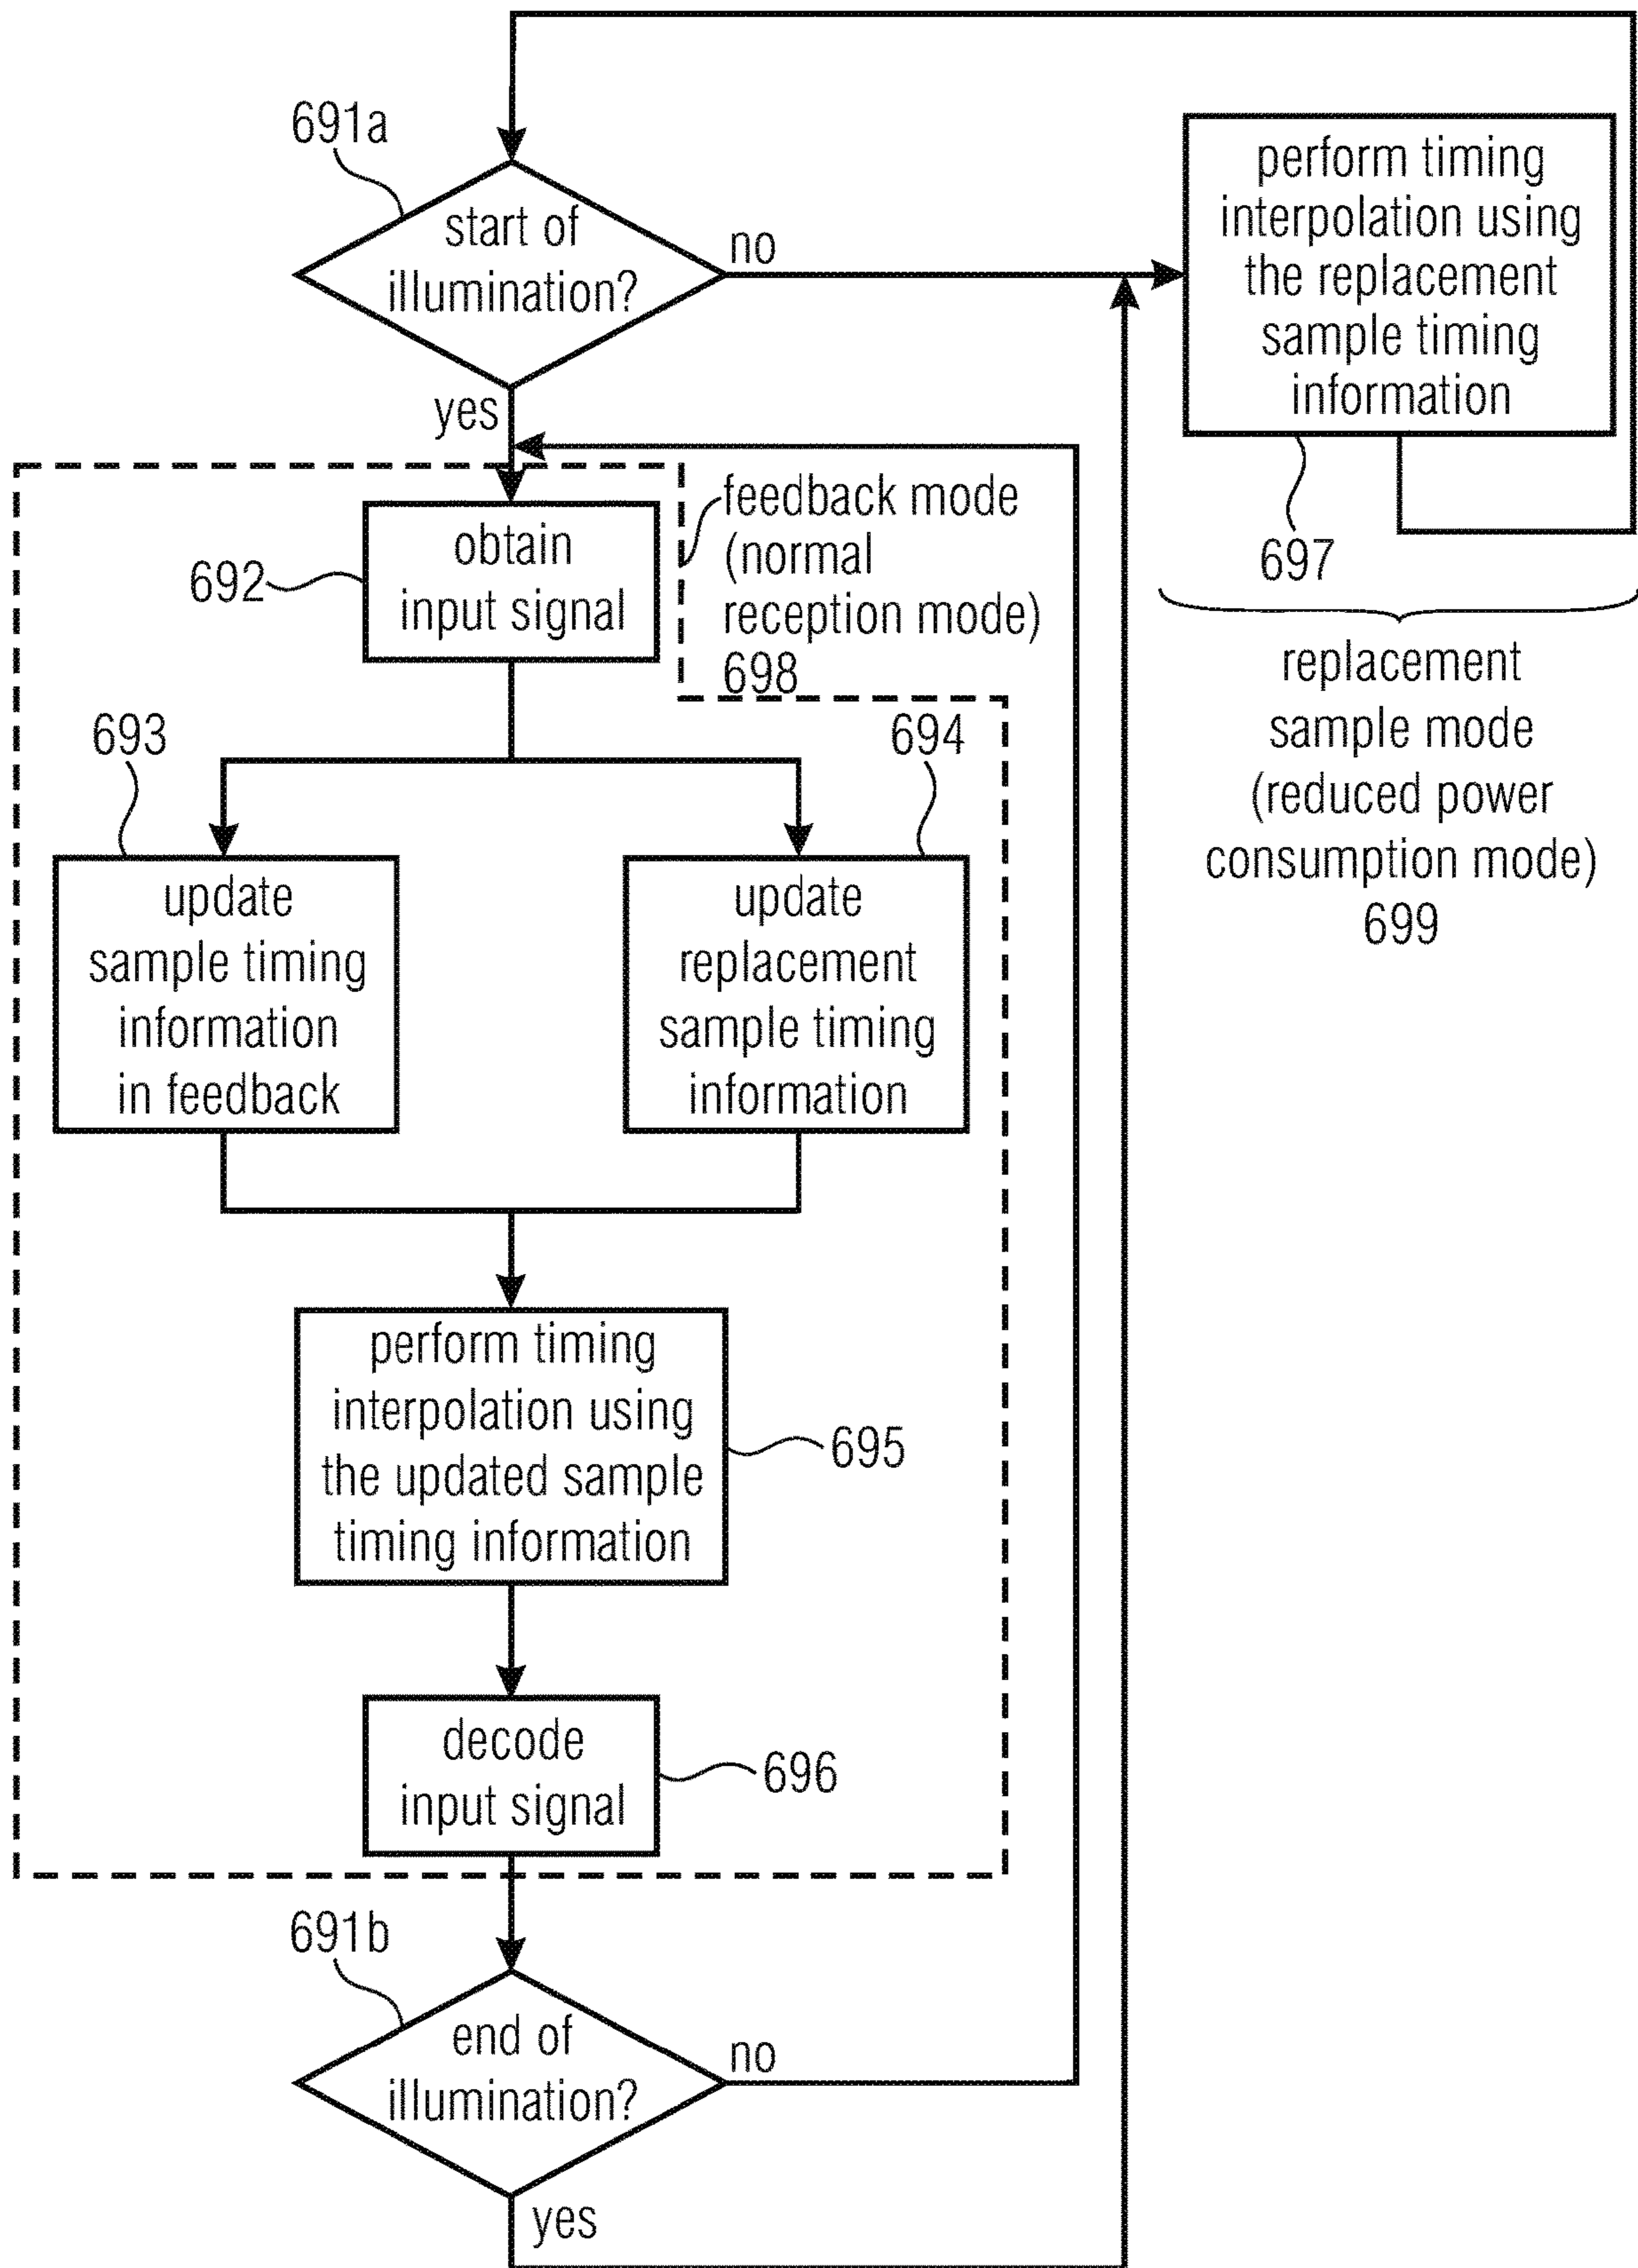 691a
start of
illumination?
no
yes
perform timing
interpolation using
the replacement
sample timing
information
697
replacement
sample mode
(reduced power
consumption mode)
699
feedback mode
(normal
reception mode)
698
692
obtain
input signal
693
update
sample timing
information
in feedback
694
update
replacement
sample timing
information
perform timing
interpolation using
the updated sample
timing information
695
decode
input signal
696
691b
end of
illumination?
no
yes